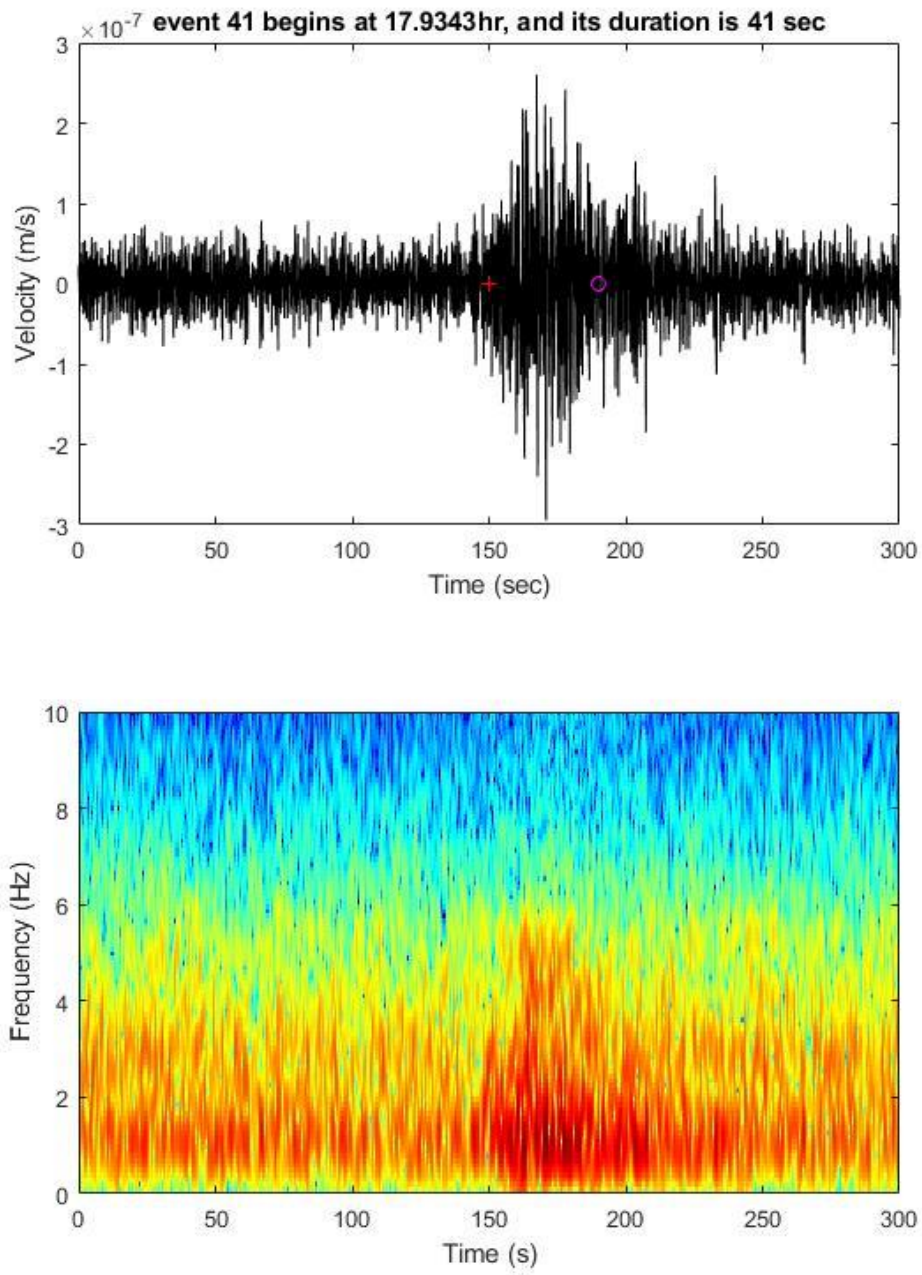 ×10⁻⁷ event 41 begins at 17.9343hr, and its duration is 41 sec
3
2
1
0
-1
-2
-3
Velocity (m/s)
0 50 100 150 200 250 300
Time (sec)
10
8
6
4
2
0
Frequency (Hz)
0 50 100 150 200 250 300
Time (s)